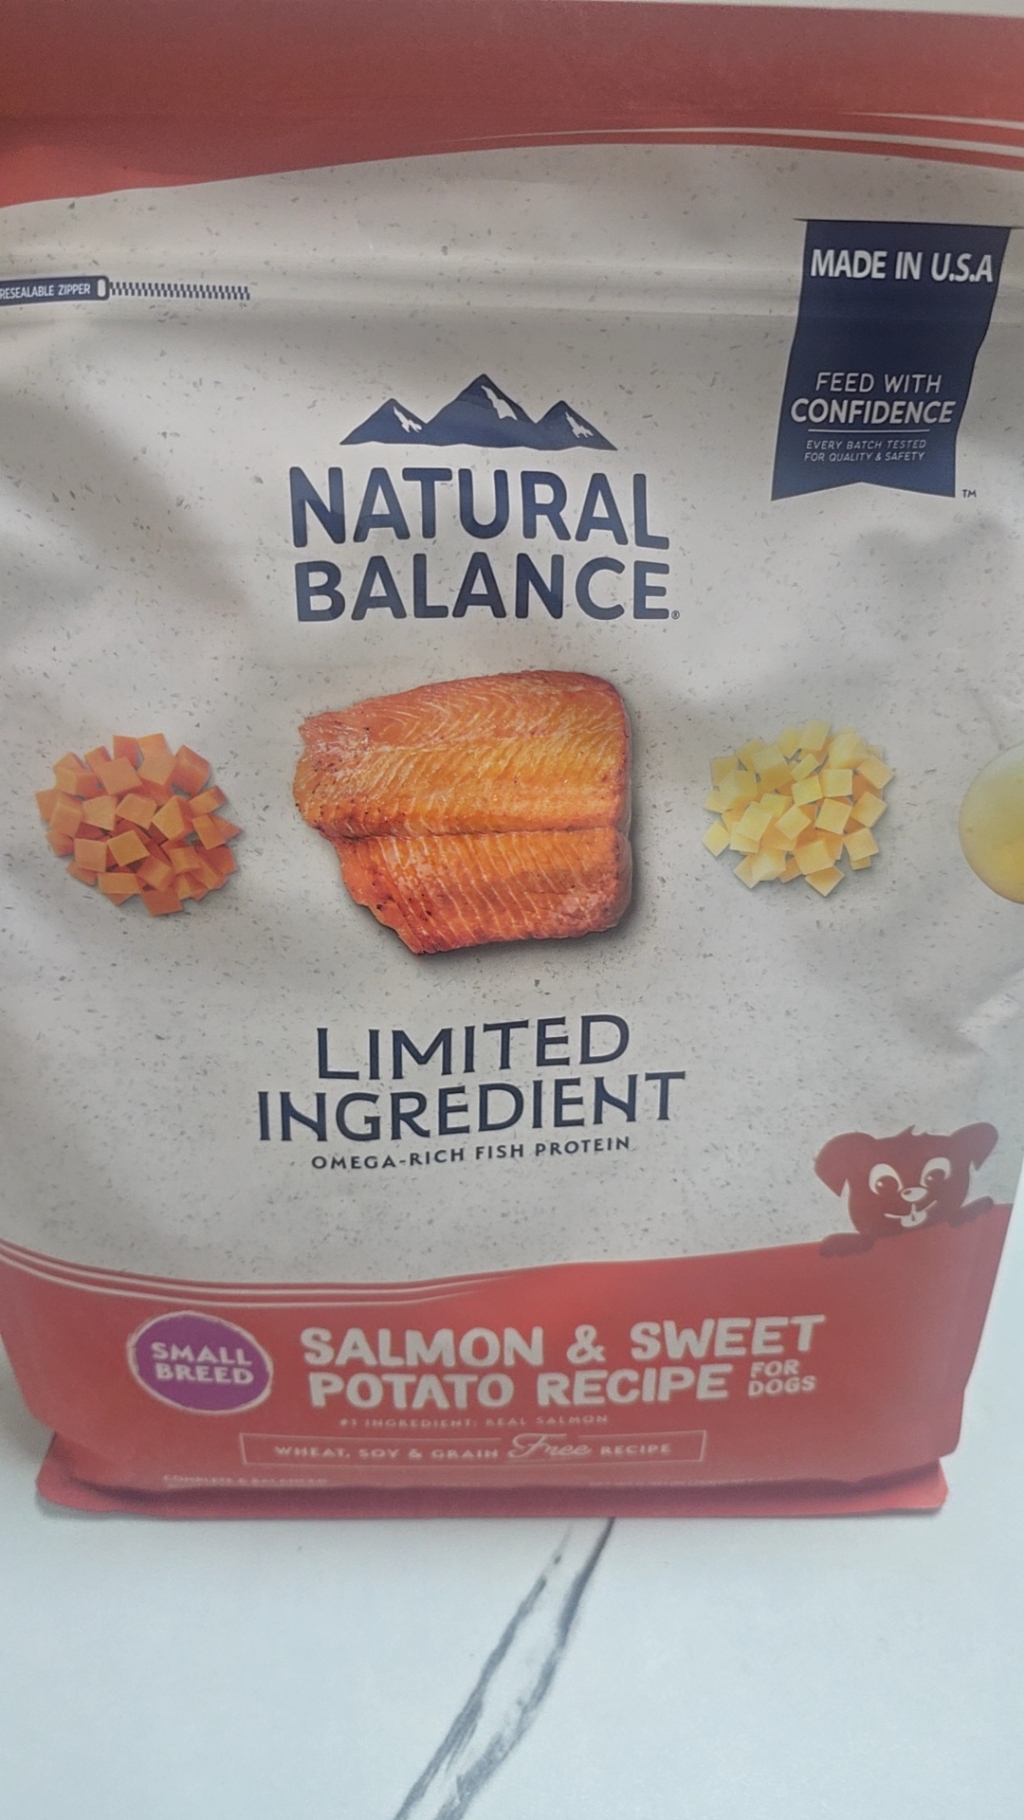 MADE IN U.S.A
RESEALABLE ZIPPER
FEED WITH
CONFIDENCE
EVERY BATCH TESTED
FOR QUALITY & SAFETY
TM
NATURAL
BALANCE®
LIMITED
INGREDIENT
OMEGA-RICH FISH PROTEIN
SMALL
BREED
SALMON & SWEET
POTATO RECIPE FOR
DOGS
#1 INGREDIENT: REAL SALMON
WHEAT, SOY & GRAIN Free RECIPE